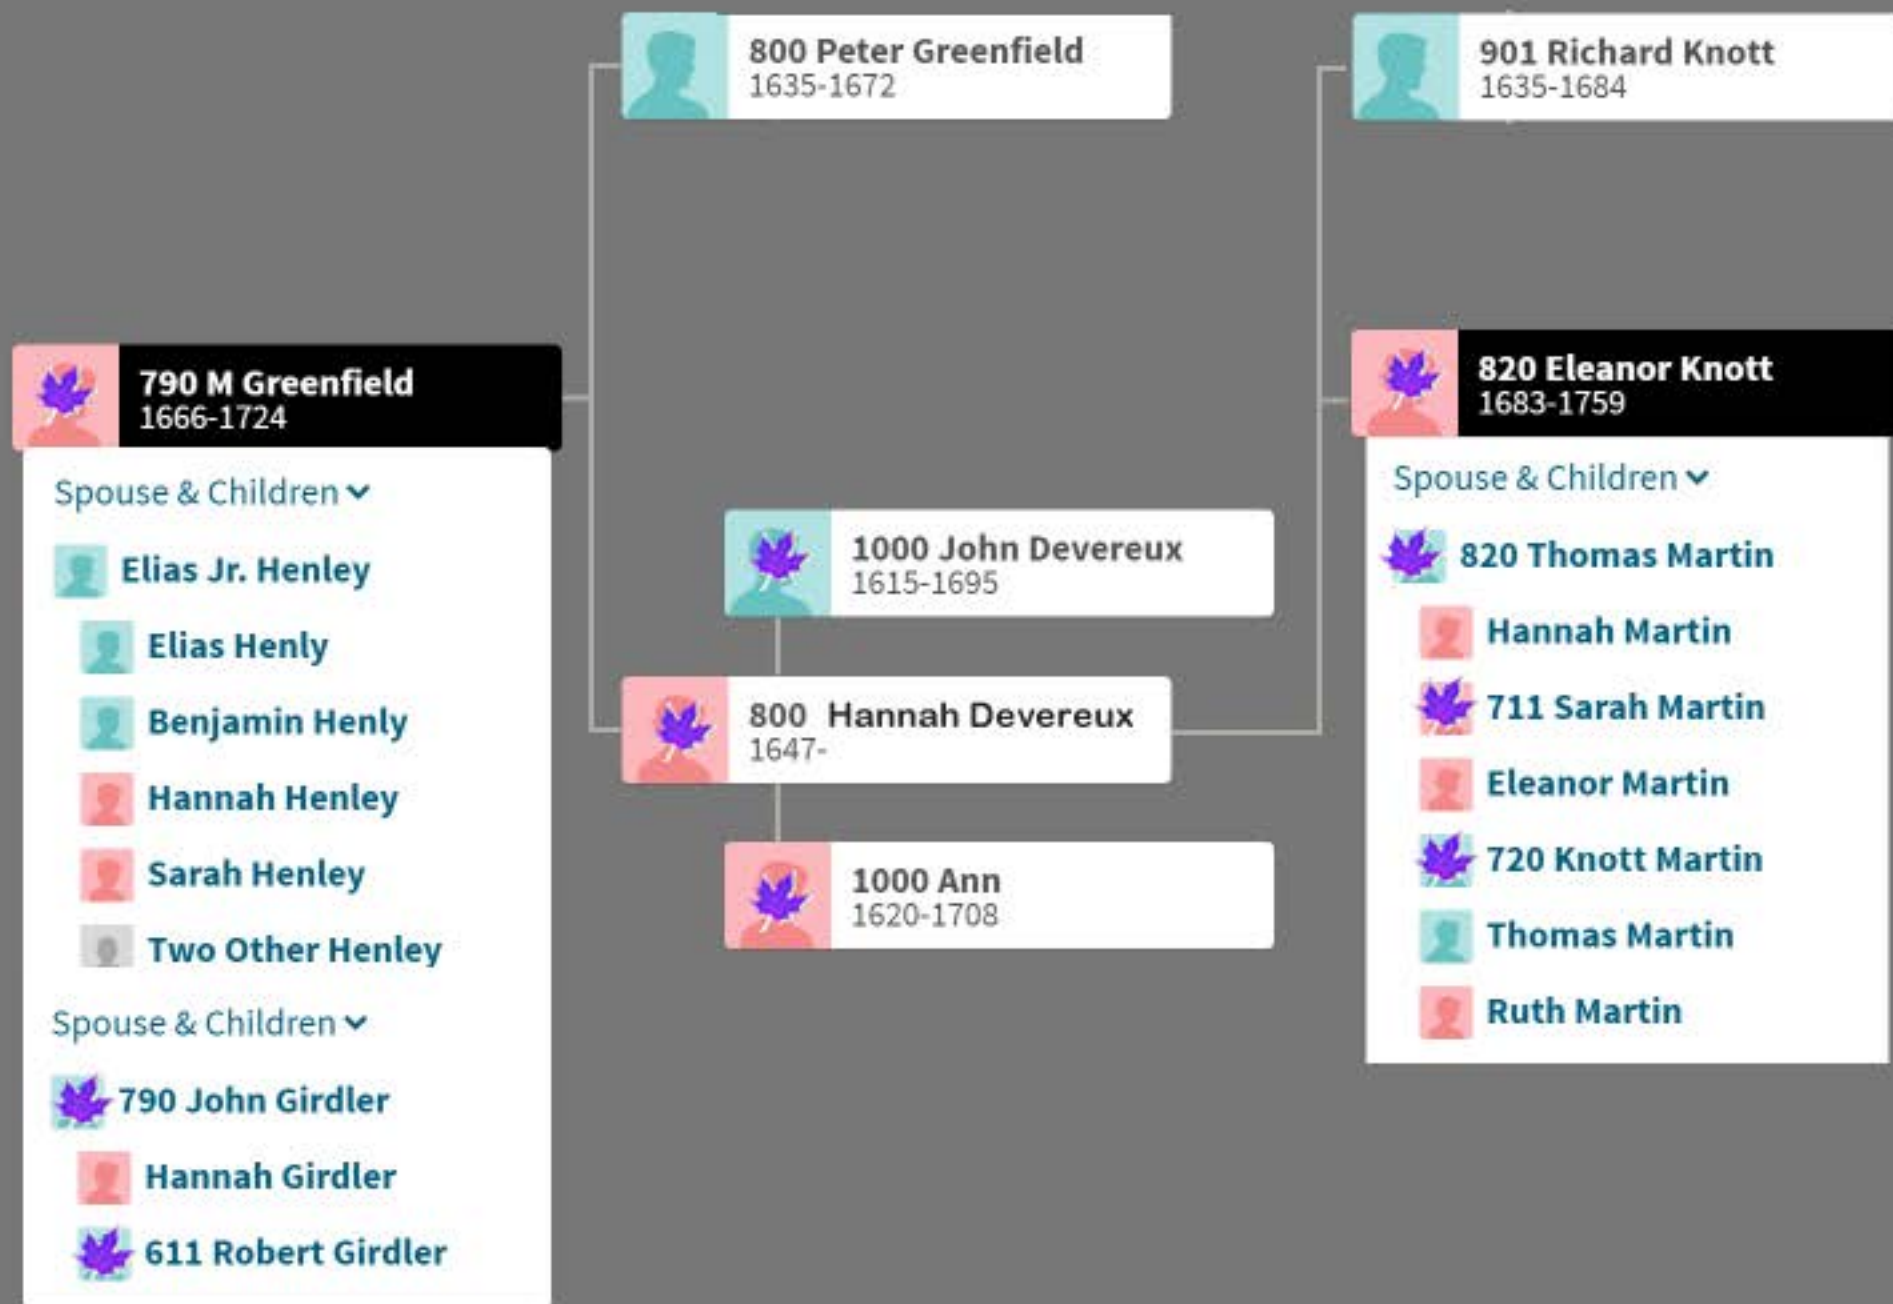 800 Peter Greenfield
1635-1672
901 Richard Knott
1635-1684
790 M Greenfield
1666-1724
Spouse & Children
Elias Jr. Henley
Elias Henly
Benjamin Henly
Hannah Henley
Sarah Henley
Two Other Henley
Spouse & Children
790 John Girdler
Hannah Girdler
611 Robert Girdler
1000 John Devereux
1615-1695
800 Hannah Devereux
1647-
1000 Ann
1620-1708
820 Eleanor Knott
1683-1759
Spouse & Children
820 Thomas Martin
Hannah Martin
711 Sarah Martin
Eleanor Martin
720 Knott Martin
Thomas Martin
Ruth Martin